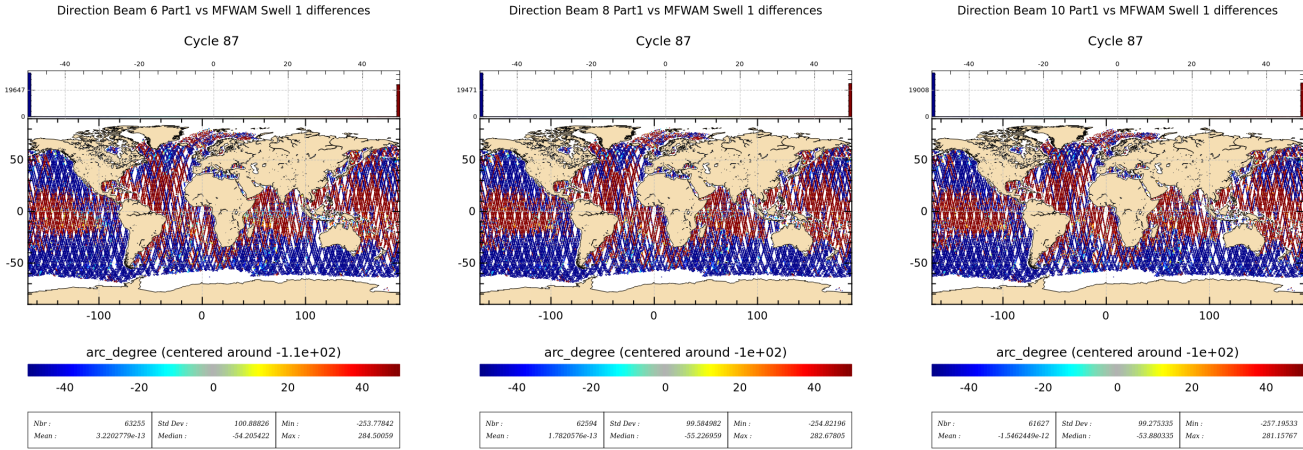 Direction Beam 6 Part1 vs MFWAM Swell 1 differences
Cycle 87
-40 -20 0 20 40
19647
0
50
0
-50
-100 0 100
arc_degree (centered around -1.1e+02)
-40 -20 0 20 40
Nbr : 63255 Std Dev : 100.88826 Min : -253.77842
Mean : 3.2202779e-13 Median : -54.205422 Max : 284.50059
Direction Beam 8 Part1 vs MFWAM Swell 1 differences
Cycle 87
-40 -20 0 20 40
19471
0
50
0
-50
-100 0 100
arc_degree (centered around -1e+02)
-40 -20 0 20 40
Nbr : 62594 Std Dev : 99.584982 Min : -254.82196
Mean : 1.7820576e-13 Median : -55.226959 Max : 282.67805
Direction Beam 10 Part1 vs MFWAM Swell 1 differences
Cycle 87
-40 -20 0 20 40
19008
0
50
0
-50
-100 0 100
arc_degree (centered around -1e+02)
-40 -20 0 20 40
Nbr : 61627 Std Dev : 99.275335 Min : -257.19533
Mean : -1.5462449e-12 Median : -53.880335 Max : 281.15767